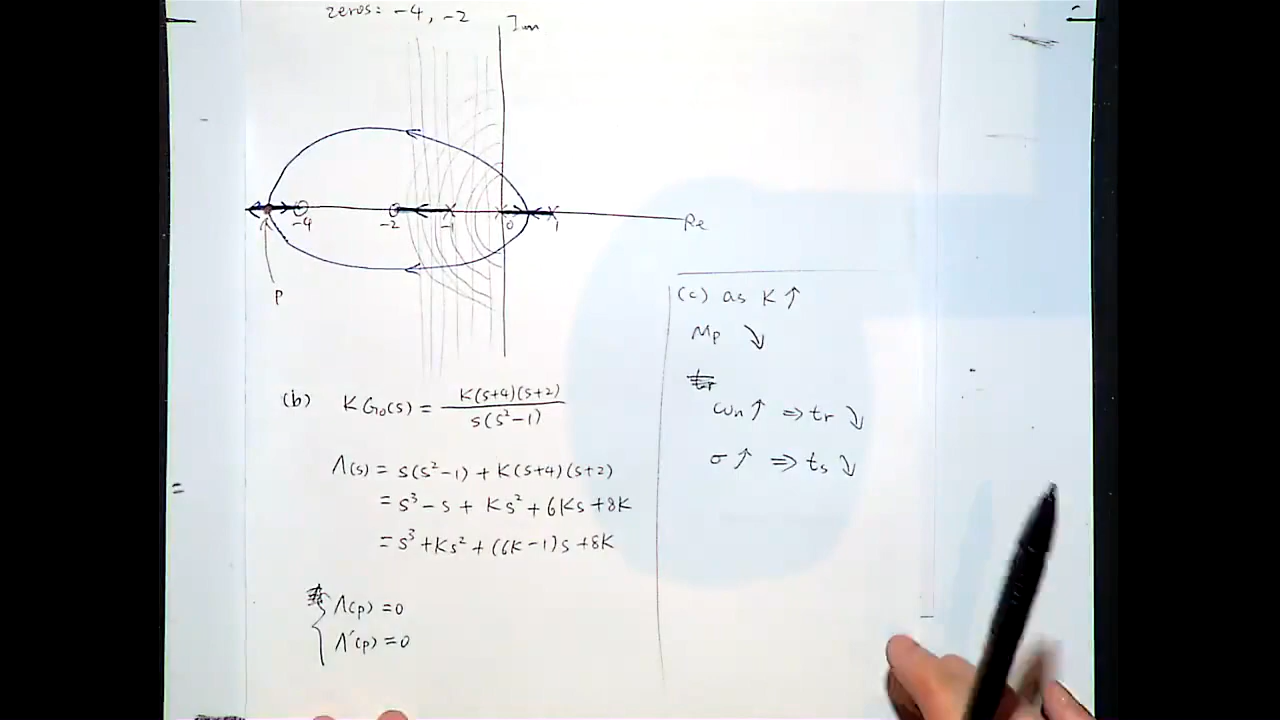 zeros: -4, -2
Im
-4 -2 -1 0 1
Re
P
(b) KG₀(s) = K(s+4)(s+2) / s(s²-1)
Λ(s) = s(s²-1) + K(s+4)(s+2)
= s³ - s + Ks² + 6Ks + 8K
= s³ + Ks² + (6K-1)s + 8K
Λ(p) = 0
Λ'(p) = 0
(c) as K ↑
Mp ↘
ωn ↑ ⇒ tr ↘
σ ↑ ⇒ ts ↘